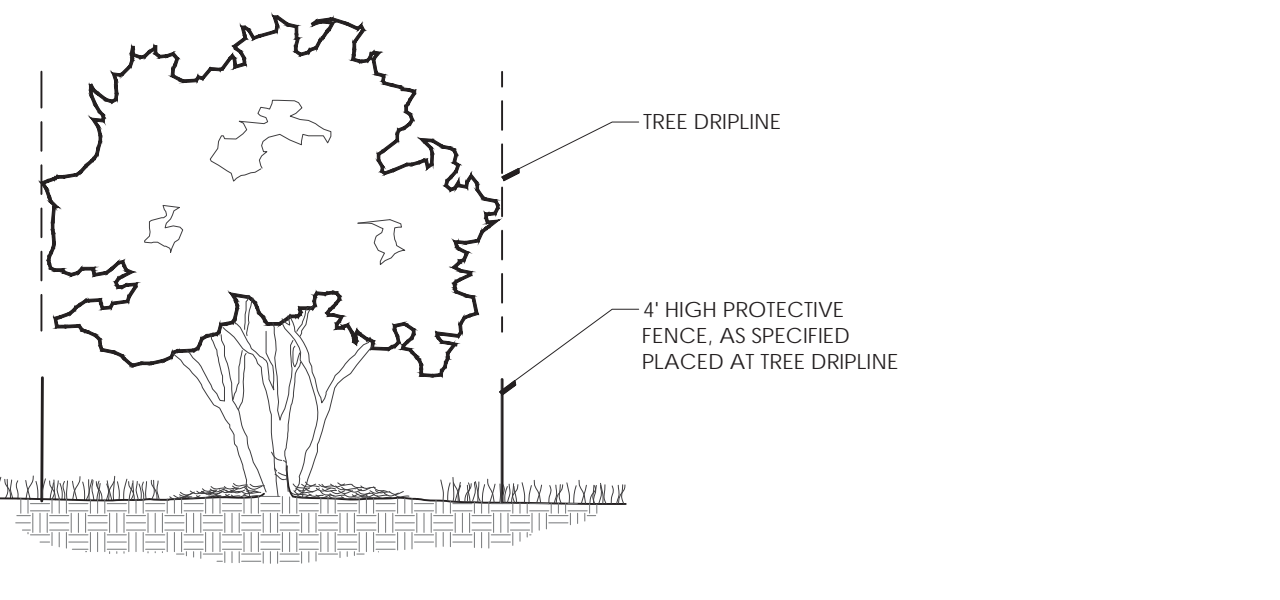 TREE DRIPLINE
4' HIGH PROTECTIVE
FENCE, AS SPECIFIED
PLACED AT TREE DRIPLINE